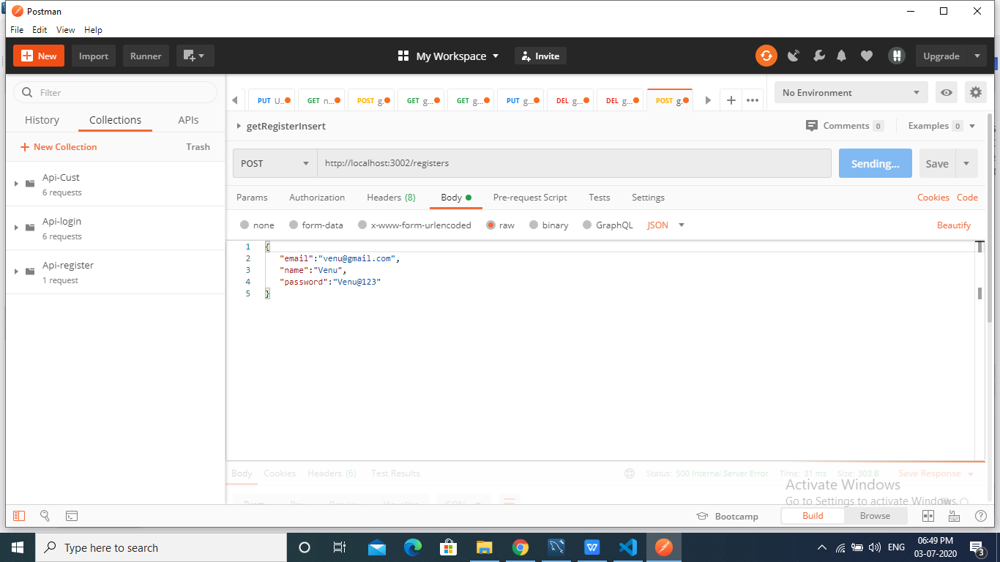 Postman
File Edit View Help
New Import Runner My Workspace Invite Upgrade
Filter
History Collections APIs
New Collection Trash
Api-Cust
6 requests
Api-login
6 requests
Api-register
1 request
PUT U... GET n... POST g... GET g... GET g... PUT g... DEL g... DEL g... POST g...
No Environment
getRegisterInsert Comments 0 Examples 0
POST http://localhost:3002/registers Sending... Save
Params Authorization Headers (8) Body Pre-request Script Tests Settings Cookies Code
none form-data x-www-form-urlencoded raw binary GraphQL JSON Beautify
1 {
2 "email":"venu@gmail.com",
3 "name":"Venu",
4 "password":"Venu@123"
5 }
Body Cookies Headers (6) Test Results Status: 500 Internal Server Error Time: 31 ms Size: 303 B Save Response
Pretty Raw Preview Visualize JSON
Activate Windows
Go to Settings to activate Windows.
Bootcamp Build Browse
Type here to search
ENG
06:49 PM
03-07-2020
3